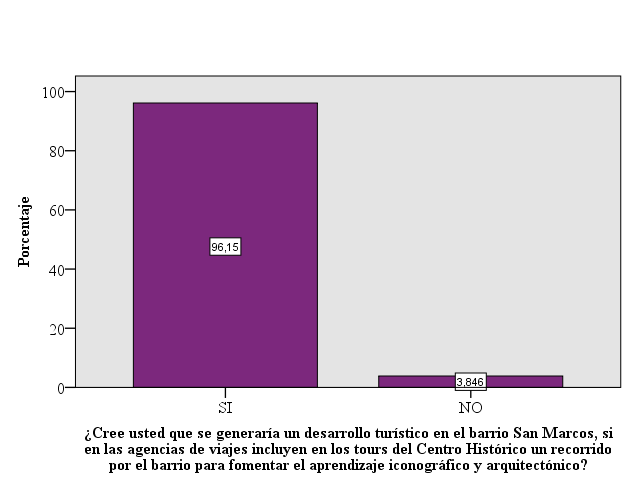 100
80
60
40
20
0
Porcentaje
96,15
3,846
SI
NO
¿Cree usted que se generaría un desarrollo turístico en el barrio San Marcos, si
en las agencias de viajes incluyen en los tours del Centro Histórico un recorrido
por el barrio para fomentar el aprendizaje iconográfico y arquitectónico?